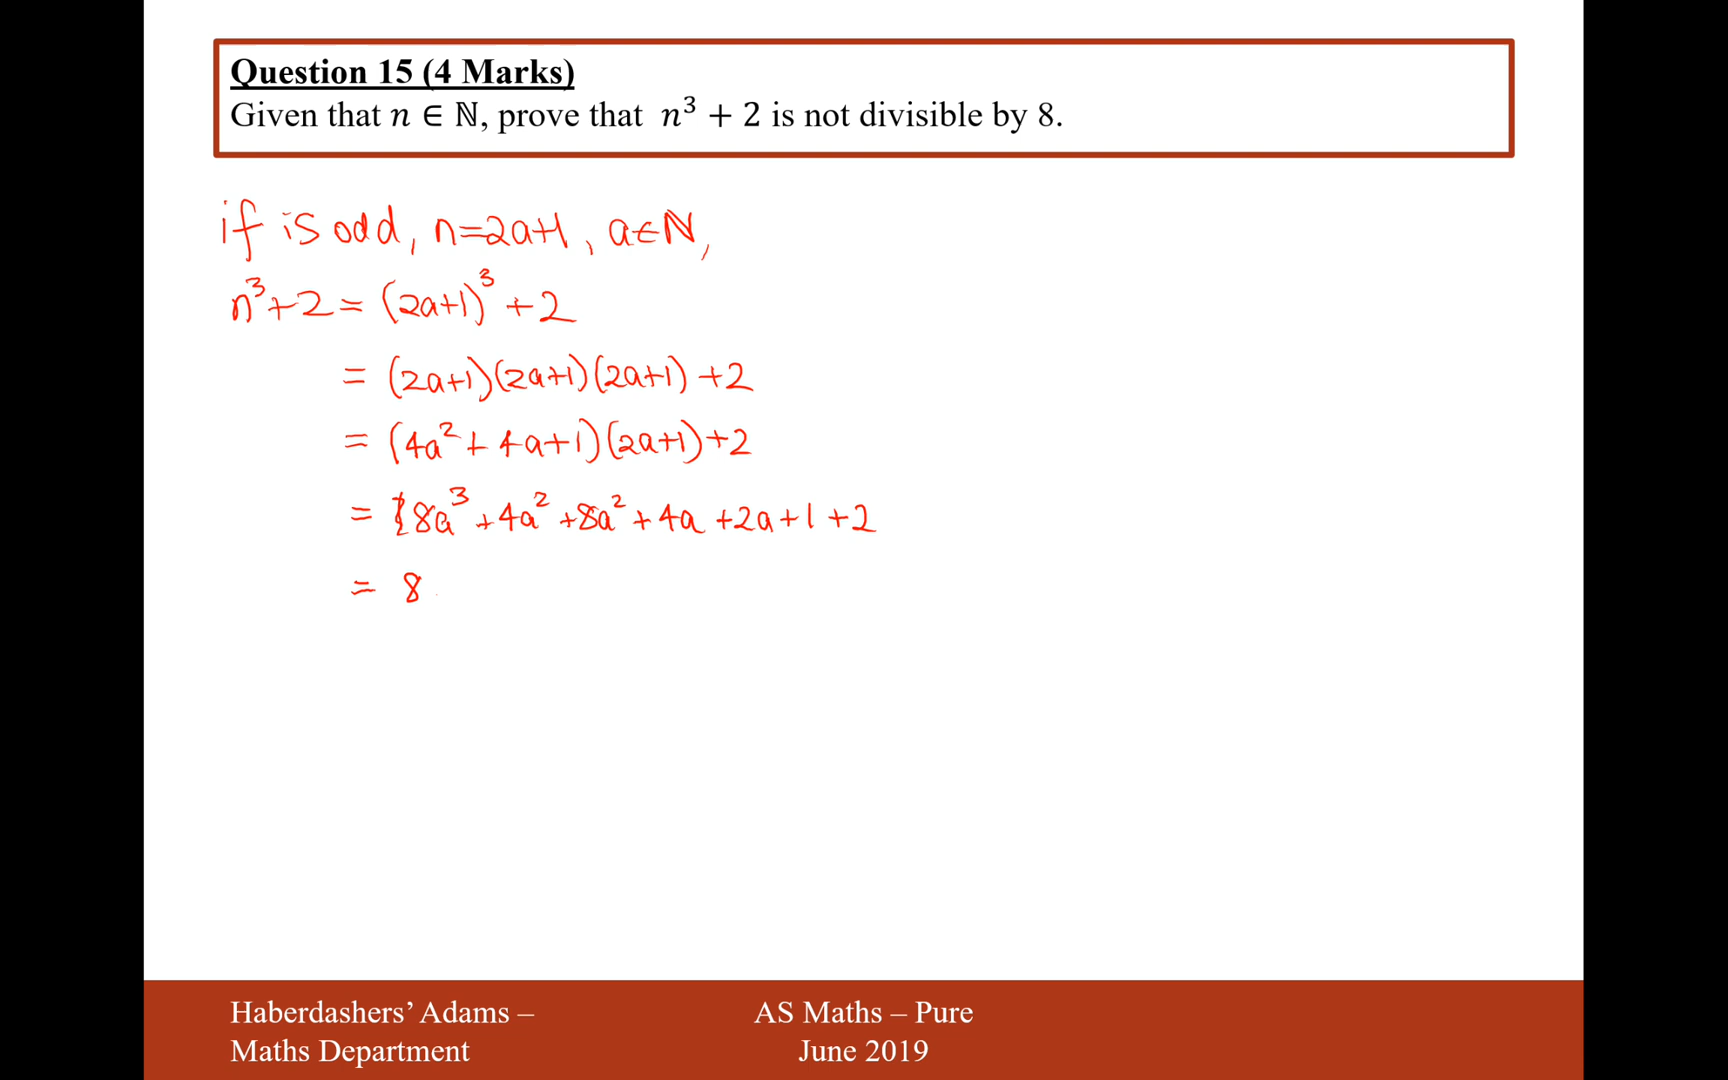 Question 15 (4 Marks)
Given that n ∈ ℕ, prove that n³ + 2 is not divisible by 8.
if is odd, n=2a+1, a∈ℕ,
n³+2 = (2a+1)³ +2
= (2a+1)(2a+1)(2a+1) +2
= (4a²+4a+1)(2a+1)+2
= {8a³+4a²+8a²+4a+2a+1+2
= 8
Haberdashers’ Adams –
Maths Department
AS Maths – Pure
June 2019